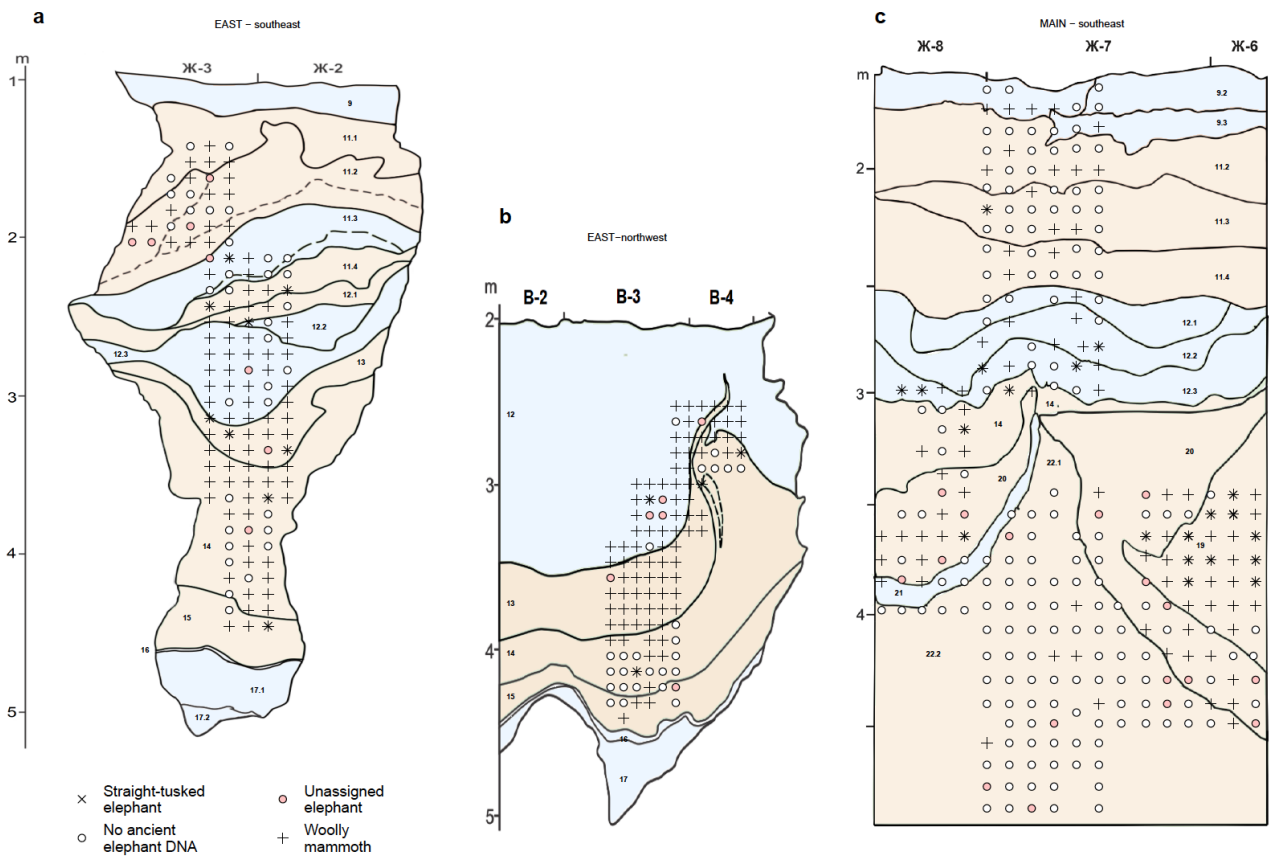 a
EAST – southeast
m
Ж-3
Ж-2
1
2
3
4
5
9
11.1
11.2
11.3
11.4
12.1
12.2
12.3
13
14
15
16
17.1
17.2
Straight-tusked
elephant
No ancient
elephant DNA
Unassigned
elephant
Woolly
mammoth
b
EAST–northwest
m
B-2
B-3
B-4
2
3
4
5
12
13
14
15
16
17
c
MAIN – southeast
Ж-8
Ж-7
Ж-6
m
2
3
4
9.2
9.3
11.2
11.3
11.4
12.1
12.2
12.3
14
14
20
22.1
20
19
21
22.2